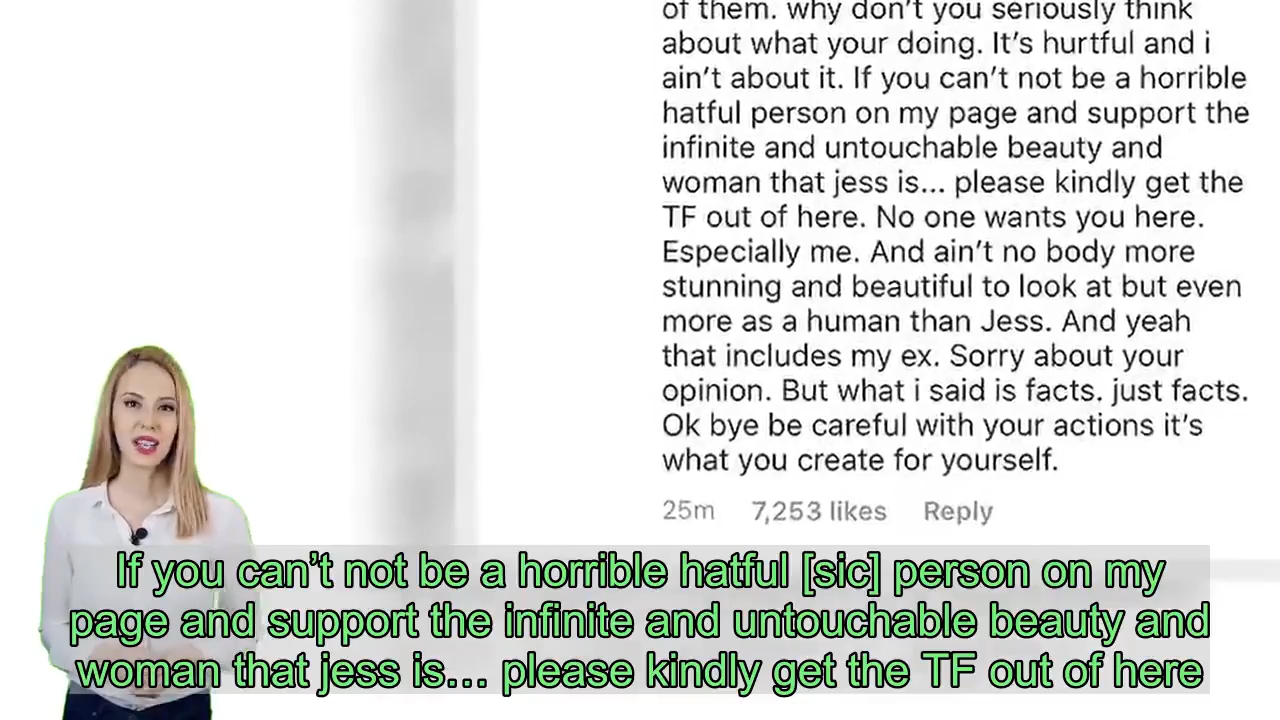 of them. why don't you seriously think
about what your doing. It's hurtful and i
ain't about it. If you can't not be a horrible
hatful person on my page and support the
infinite and untouchable beauty and
woman that jess is... please kindly get the
TF out of here. No one wants you here.
Especially me. And ain't no body more
stunning and beautiful to look at but even
more as a human than Jess. And yeah
that includes my ex. Sorry about your
opinion. But what i said is facts. just facts.
Ok bye be careful with your actions it's
what you create for yourself.
25m 7,253 likes Reply
If you can't not be a horrible hatful [sic] person on my
page and support the infinite and untouchable beauty and
woman that jess is... please kindly get the TF out of here